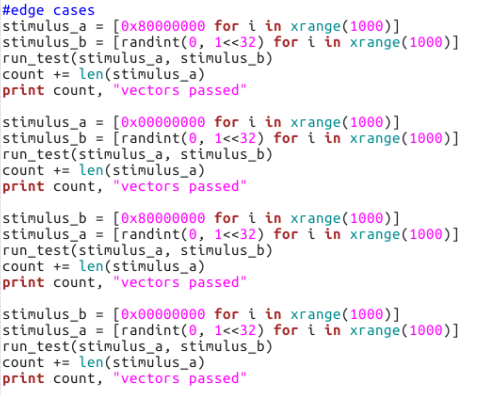 #edge cases
stimulus_a = [0x80000000 for i in xrange(1000)]
stimulus_b = [randint(0, 1<<32) for i in xrange(1000)]
run_test(stimulus_a, stimulus_b)
count += len(stimulus_a)
print count, "vectors passed"

stimulus_a = [0x00000000 for i in xrange(1000)]
stimulus_b = [randint(0, 1<<32) for i in xrange(1000)]
run_test(stimulus_a, stimulus_b)
count += len(stimulus_a)
print count, "vectors passed"

stimulus_b = [0x80000000 for i in xrange(1000)]
stimulus_a = [randint(0, 1<<32) for i in xrange(1000)]
run_test(stimulus_a, stimulus_b)
count += len(stimulus_a)
print count, "vectors passed"

stimulus_b = [0x00000000 for i in xrange(1000)]
stimulus_a = [randint(0, 1<<32) for i in xrange(1000)]
run_test(stimulus_a, stimulus_b)
count += len(stimulus_a)
print count, "vectors passed"